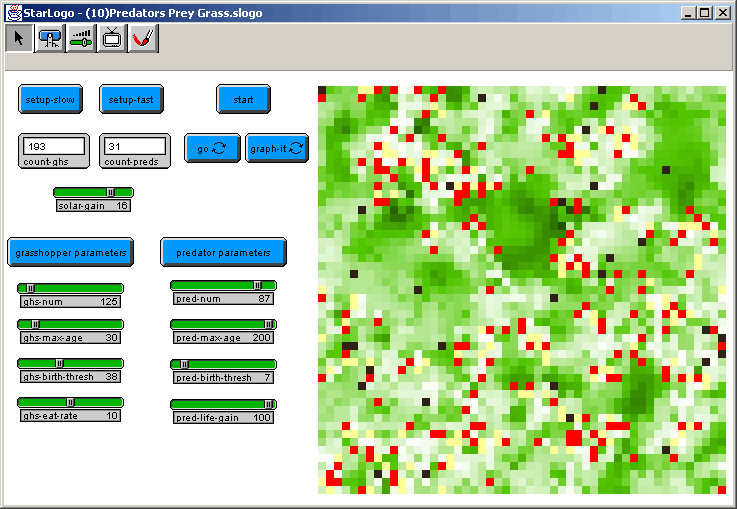 StarLogo - (10)Predators Prey Grass.slogo
setup-slow setup-fast start
193 31
count-ghs count-preds go graph-it
solar-gain 16
grasshopper parameters predator parameters
ghs-num 125 pred-num 87
ghs-max-age 30 pred-max-age 200
ghs-birth-thresh 38 pred-birth-thresh 7
ghs-eat-rate 10 pred-life-gain 100